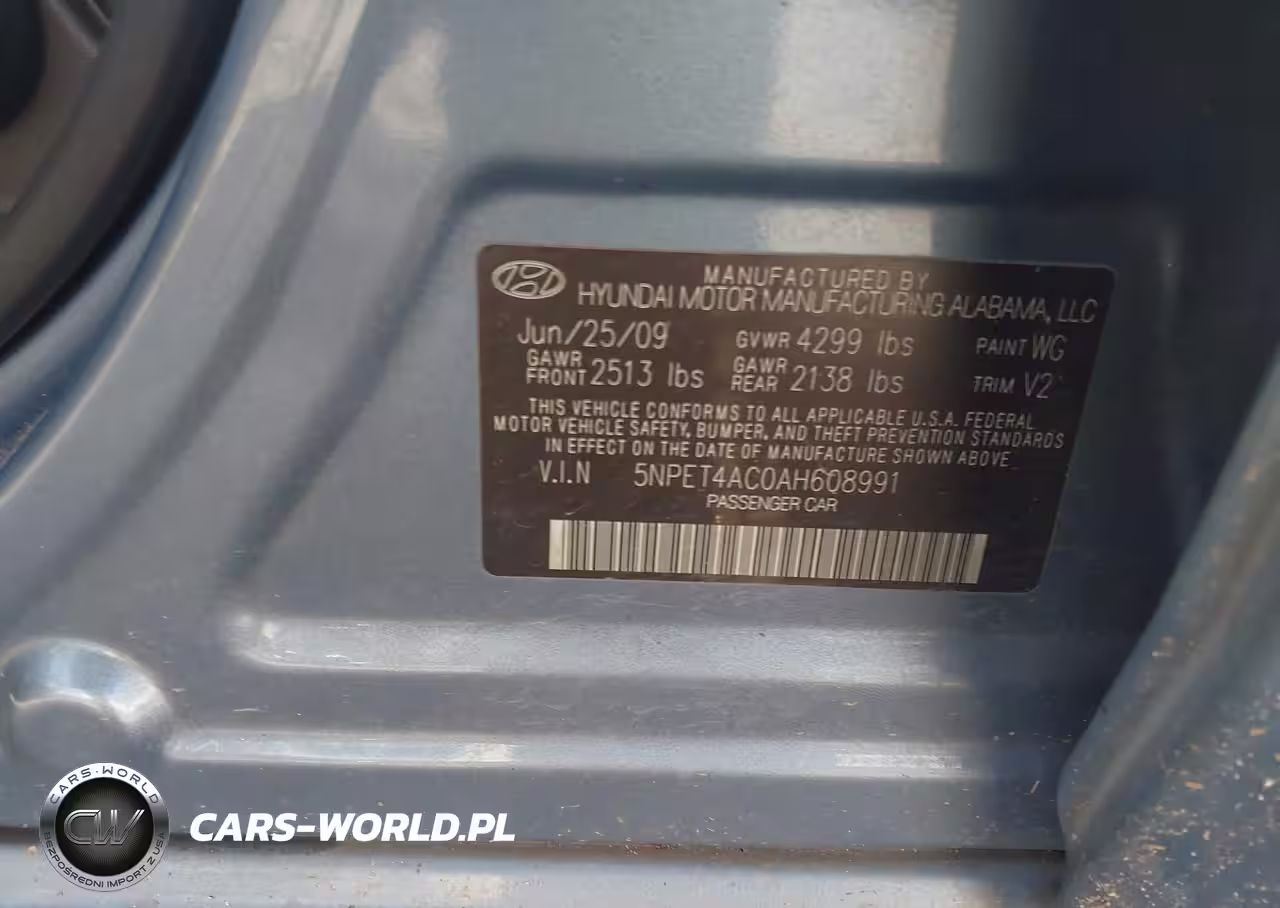 MANUFACTURED BY
HYUNDAI MOTOR MANUFACTURING ALABAMA, LLC
Jun/25/09 GVWR 4299 lbs PAINT WG
GAWR FRONT 2513 lbs GAWR REAR 2138 lbs TRIM V2
THIS VEHICLE CONFORMS TO ALL APPLICABLE U.S.A. FEDERAL
MOTOR VEHICLE SAFETY, BUMPER, AND THEFT PREVENTION STANDARDS
IN EFFECT ON THE DATE OF MANUFACTURE SHOWN ABOVE
V.I.N 5NPET4AC0AH608991
PASSENGER CAR
CARS-WORLD
CW
BEZPOŚREDNI IMPORT Z USA
CARS-WORLD.PL